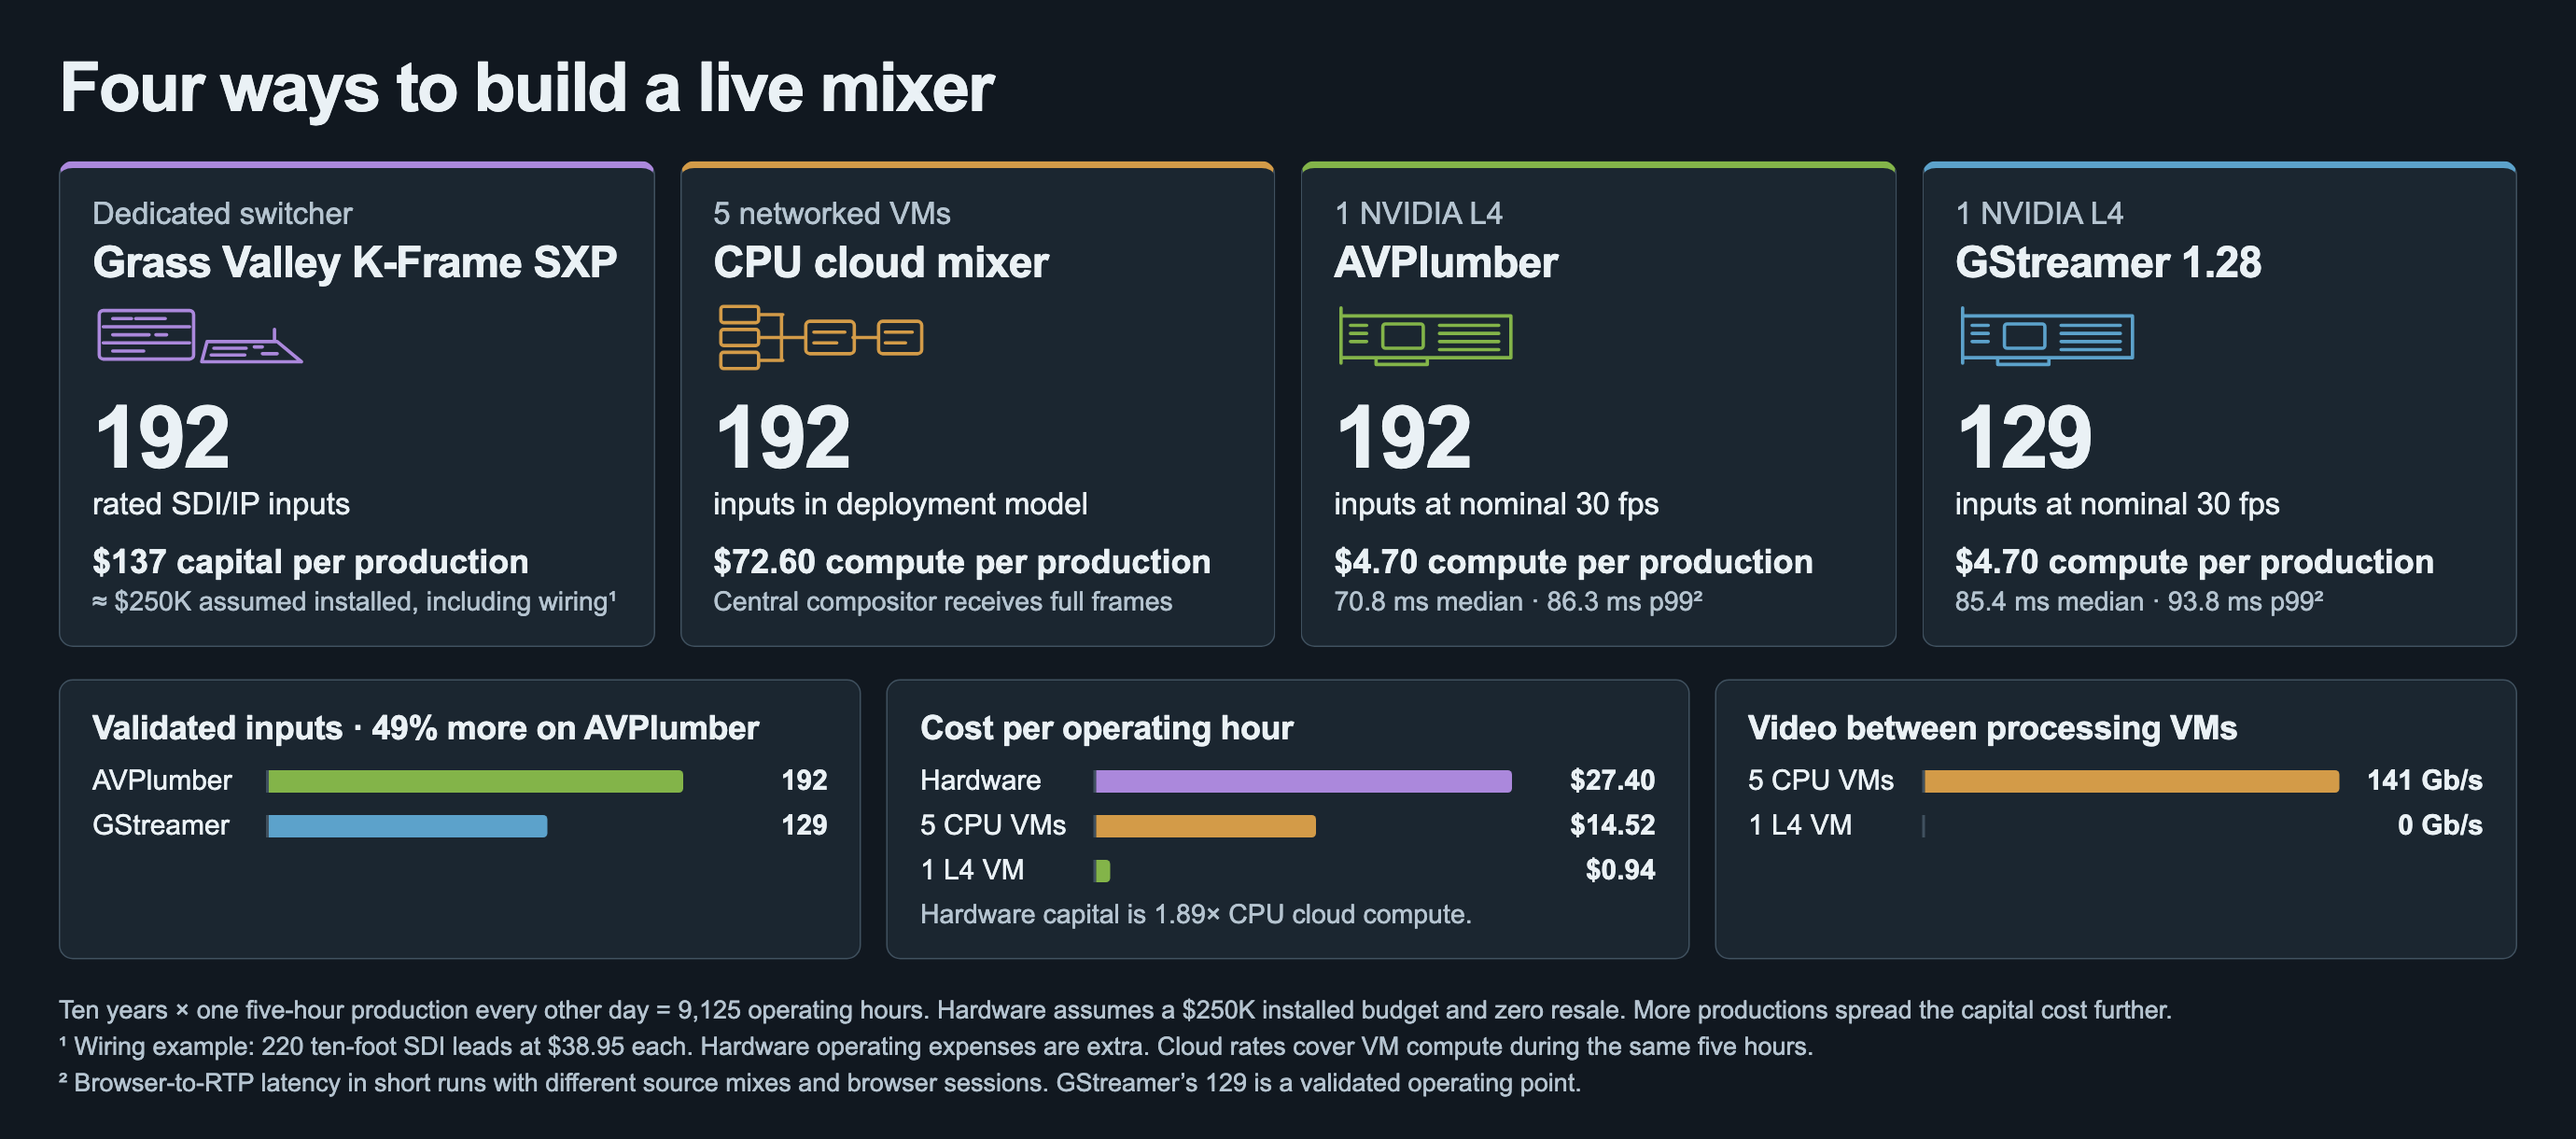 Four ways to build a live mixer
Dedicated switcher
Grass Valley K-Frame SXP
192
rated SDI/IP inputs
$137 capital per production
≈ $250K assumed installed, including wiring¹
5 networked VMs
CPU cloud mixer
192
inputs in deployment model
$72.60 compute per production
Central compositor receives full frames
1 NVIDIA L4
AVPlumber
192
inputs at nominal 30 fps
$4.70 compute per production
70.8 ms median · 86.3 ms p99²
1 NVIDIA L4
GStreamer 1.28
129
inputs at nominal 30 fps
$4.70 compute per production
85.4 ms median · 93.8 ms p99²
Validated inputs · 49% more on AVPlumber
AVPlumber 192
GStreamer 129
Cost per operating hour
Hardware $27.40
5 CPU VMs $14.52
1 L4 VM $0.94
Hardware capital is 1.89× CPU cloud compute.
Video between processing VMs
5 CPU VMs 141 Gb/s
1 L4 VM 0 Gb/s
Ten years × one five-hour production every other day = 9,125 operating hours. Hardware assumes a $250K installed budget and zero resale. More productions spread the capital cost further.
¹ Wiring example: 220 ten-foot SDI leads at $38.95 each. Hardware operating expenses are extra. Cloud rates cover VM compute during the same five hours.
² Browser-to-RTP latency in short runs with different source mixes and browser sessions. GStreamer’s 129 is a validated operating point.